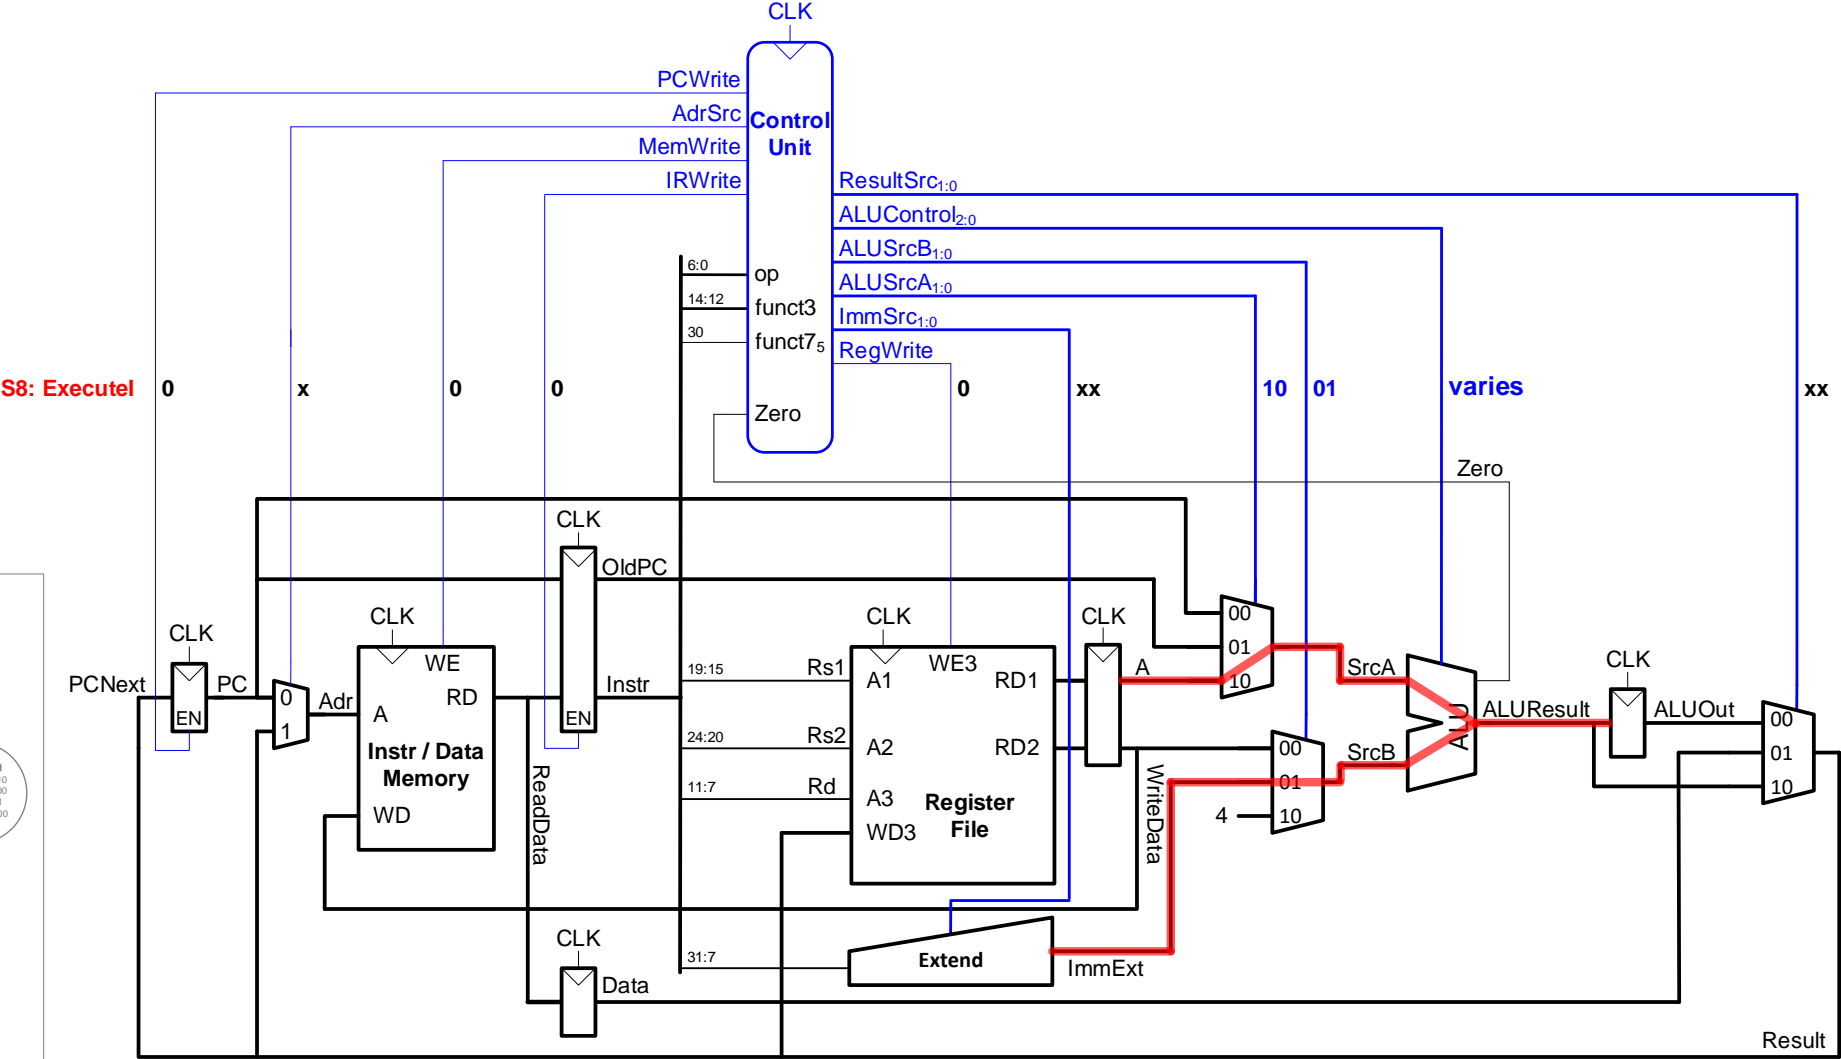 CLK
PCWrite
AdrSrc
MemWrite
IRWrite
Control
Unit
ResultSrc1:0
ALUControl2:0
ALUSrcB1:0
ALUSrcA1:0
ImmSrc1:0
RegWrite
6:0
op
14:12
funct3
30
funct75
Zero
S8: ExecuteI 0 x 0 0 0 xx 10 01 varies xx
Zero
CLK
OldPC
CLK
CLK
CLK
CLK
CLK
PCNext
PC
EN
0
1
Adr
WE
A
RD
Instr / Data
Memory
WD
EN
Instr
ReadData
19:15
Rs1
24:20
Rs2
11:7
Rd
A1
A2
A3
WD3
WE3
RD1
RD2
Register
File
A
WriteData
00
01
10
00
01
10
4
SrcA
SrcB
ALU
ALUResult
ALUOut
00
01
10
CLK
Data
31:7
Extend
ImmExt
Result